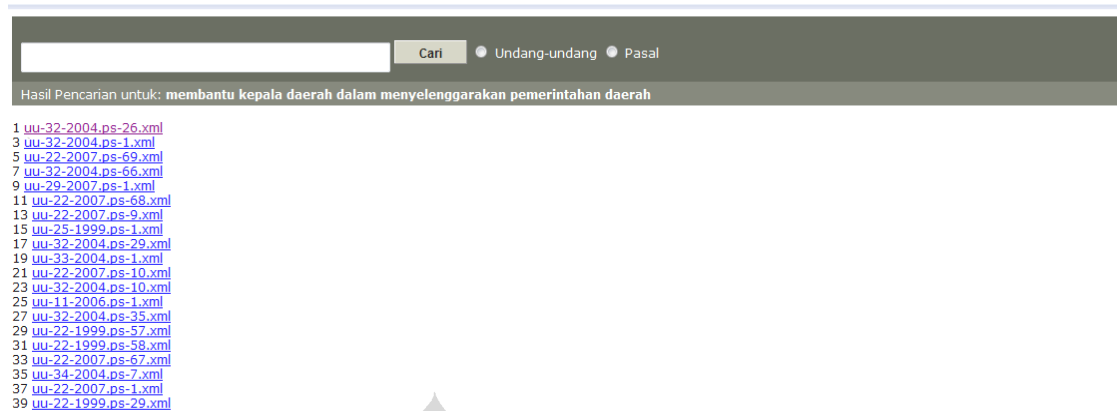 Cari Undang-undang Pasal
Hasil Pencarian untuk: membantu kepala daerah dalam menyelenggarakan pemerintahan daerah
1 uu-32-2004.ps-26.xml
3 uu-32-2004.ps-1.xml
5 uu-22-2007.ps-69.xml
7 uu-32-2004.ps-66.xml
9 uu-29-2007.ps-1.xml
11 uu-22-2007.ps-68.xml
13 uu-22-2007.ps-9.xml
15 uu-25-1999.ps-1.xml
17 uu-32-2004.ps-29.xml
19 uu-33-2004.ps-1.xml
21 uu-22-2007.ps-10.xml
23 uu-32-2004.ps-10.xml
25 uu-11-2006.ps-1.xml
27 uu-32-2004.ps-35.xml
29 uu-22-1999.ps-57.xml
31 uu-22-1999.ps-58.xml
33 uu-22-2007.ps-67.xml
35 uu-34-2004.ps-7.xml
37 uu-22-2007.ps-1.xml
39 uu-22-1999.ps-29.xml